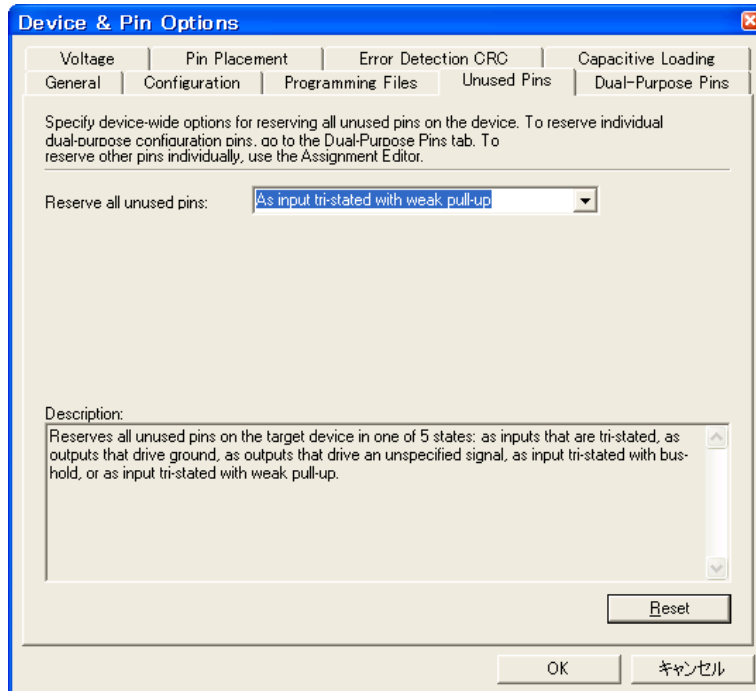 Device & Pin Options
Voltage
Pin Placement
Error Detection CRC
Capacitive Loading
General
Configuration
Programming Files
Unused Pins
Dual-Purpose Pins
Specify device-wide options for reserving all unused pins on the device. To reserve individual
dual-purpose configuration pins, go to the Dual-Purpose Pins tab. To
reserve other pins individually, use the Assignment Editor.
Reserve all unused pins:
As input tri-stated with weak pull-up
Description:
Reserves all unused pins on the target device in one of 5 states: as inputs that are tri-stated, as
outputs that drive ground, as outputs that drive an unspecified signal, as input tri-stated with bus-
hold, or as input tri-stated with weak pull-up.
Reset
OK
キャンセル